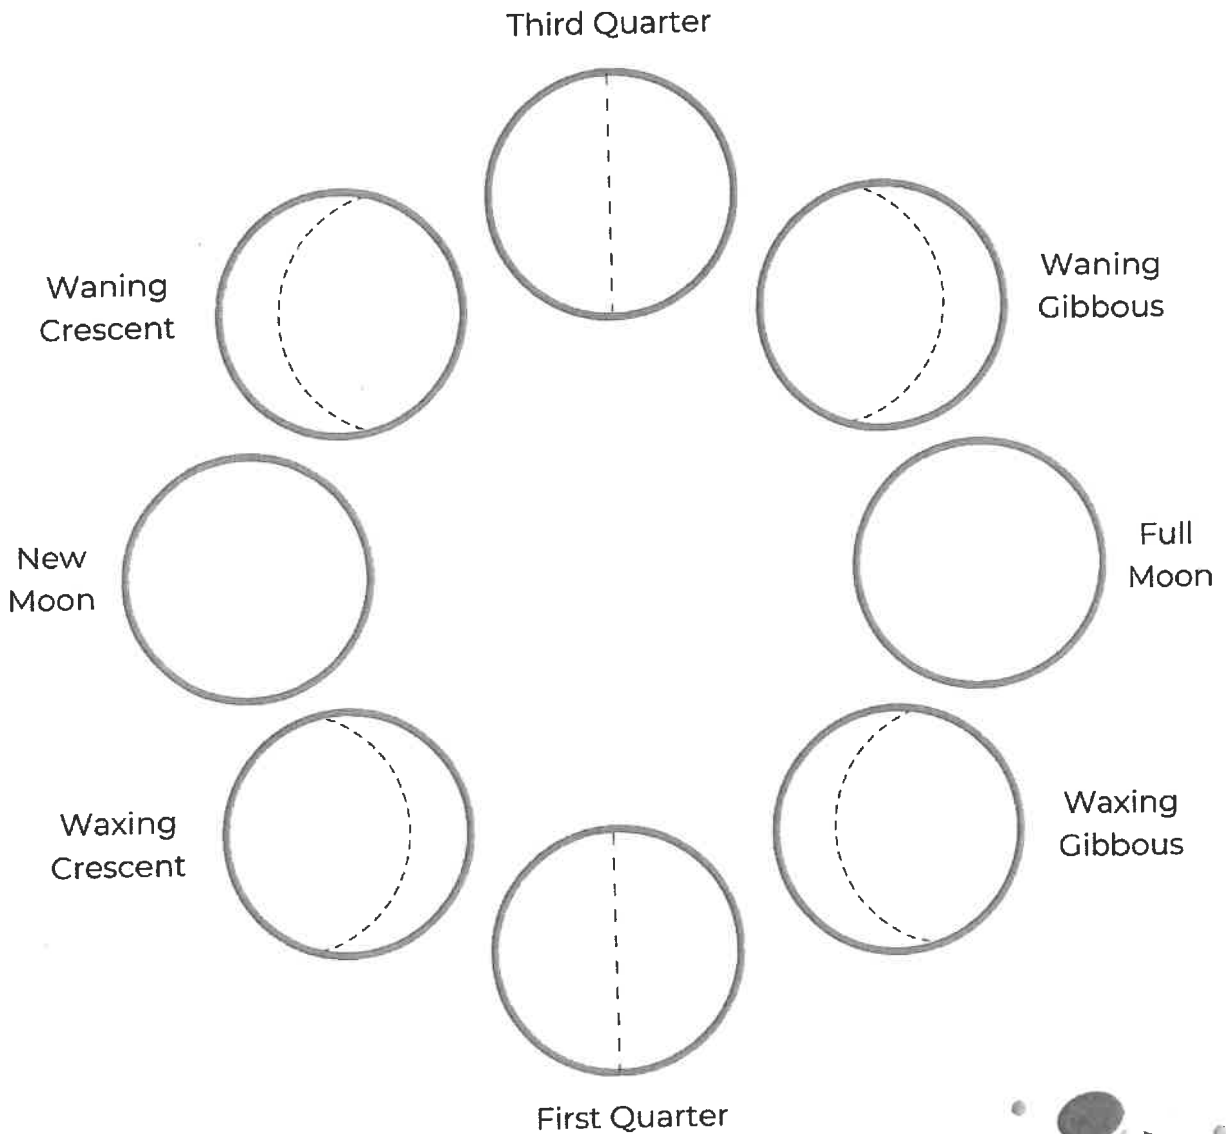 Third Quarter
Waning
Gibbous
Waning
Crescent
Full
Moon
New
Moon
Waxing
Gibbous
Waxing
Crescent
First Quarter